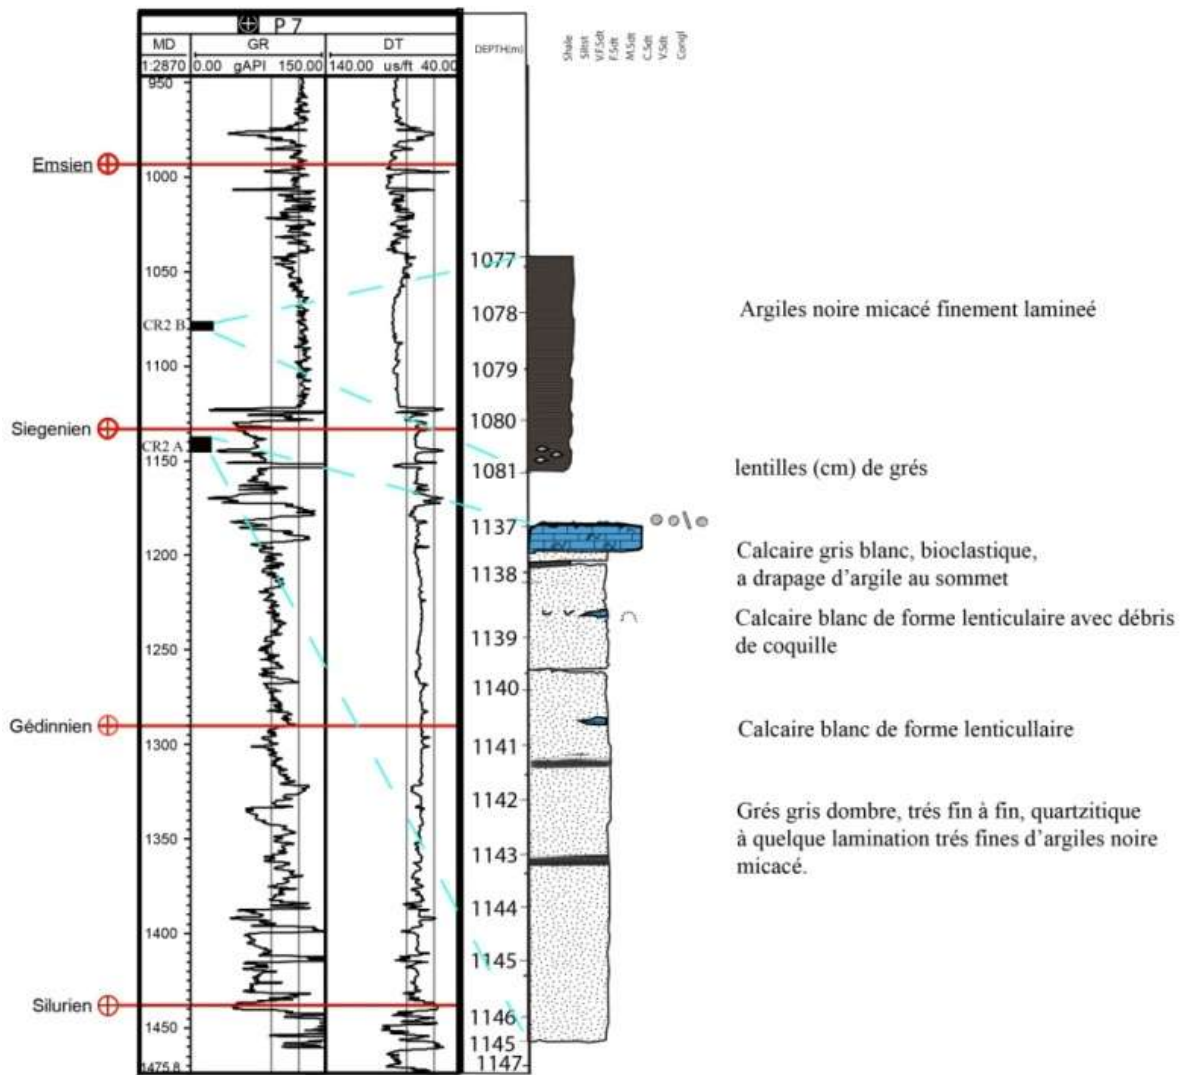 P 7
MD GR DT DEPTH(m)
1:2870 0.00 gAPI 150.00 140.00 us/ft 40.00
Shale
Siltst
V.F.Sdt
F.Sdt
M.Sdt
C.Sdt
V.Sdt
Congl
950
Emsien
1000
1050
CR2 B
1100
Siegenien
CR2 A
1150
1200
1250
Gédinnien
1300
1350
1400
Silurien
1450
1475.8
1077
1078
1079
1080
1081
1137
1138
1139
1140
1141
1142
1143
1144
1145
1146
1145
1147
Argiles noire micacé finement lamineé
lentilles (cm) de grés
Calcaire gris blanc, bioclastique,
a drapage d'argile au sommet
Calcaire blanc de forme lenticulaire avec débris
de coquille
Calcaire blanc de forme lenticullaire
Grés gris dombre, trés fin à fin, quartzitique
à quelque lamination trés fines d'argiles noire
micacé.